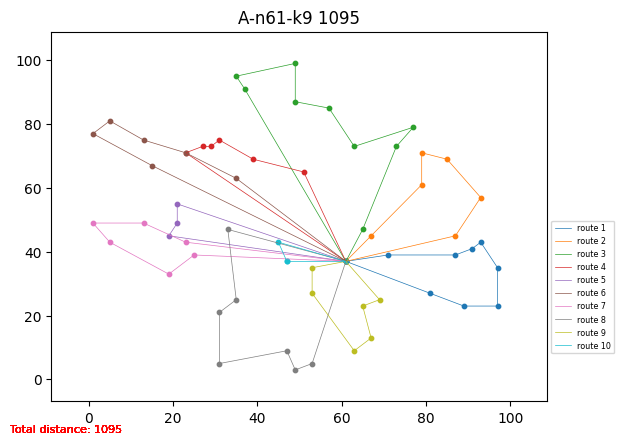 A-n61-k9 1095
100
80
60
40
20
0
0 20 40 60 80 100
route 1
route 2
route 3
route 4
route 5
route 6
route 7
route 8
route 9
route 10
Total distance: 1095